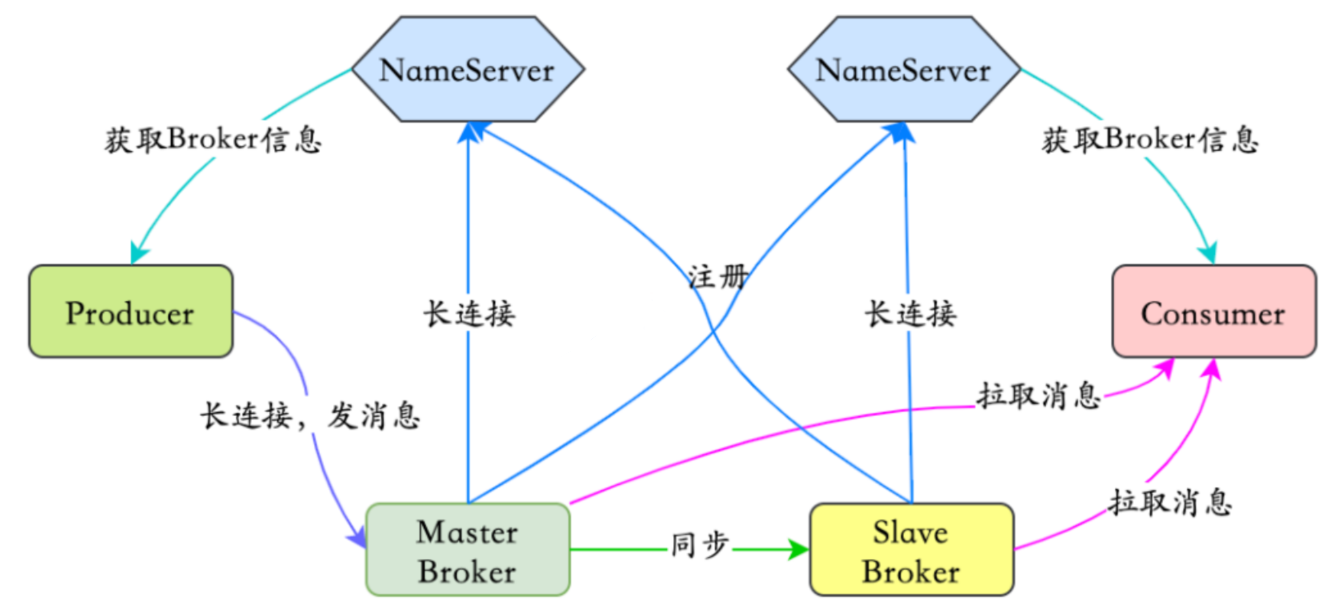 NameServer
NameServer
获取Broker信息
获取Broker信息
注册
Producer
长连接
长连接
Consumer
拉取消息
长连接，发消息
拉取消息
Master
Broker
同步
Slave
Broker